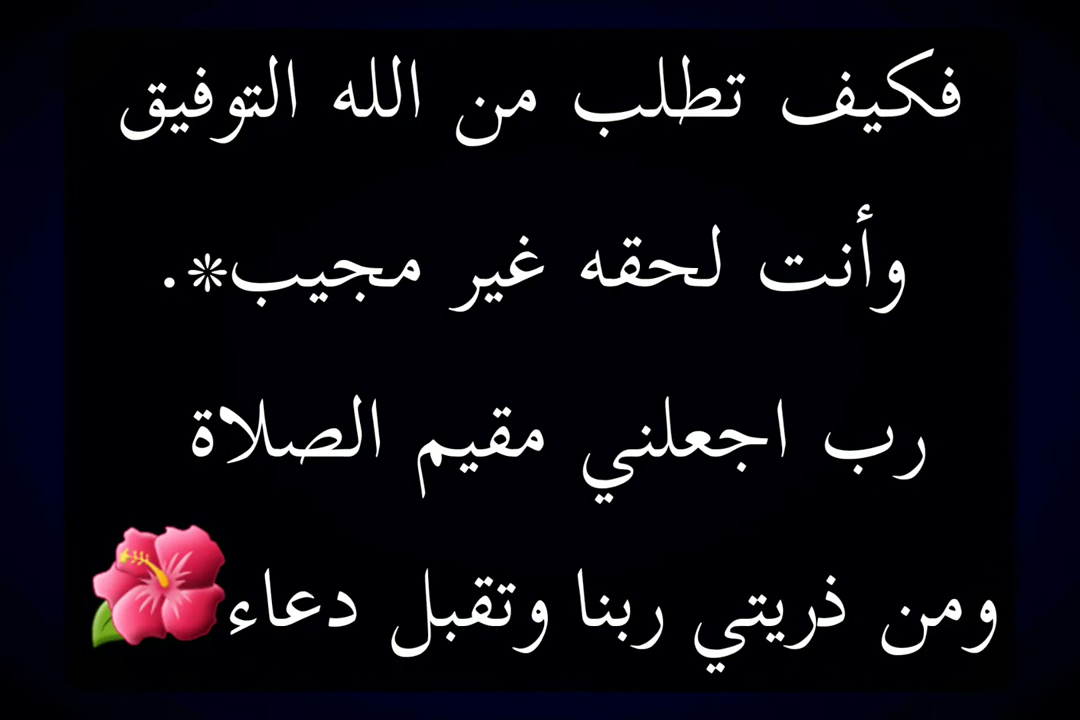 فكيف تطلب من الله التوفيق
وأنت لحقه غير مجيب*.
رب اجعلني مقيم الصلاة
ومن ذريتي ربنا وتقبل دعاء🌺